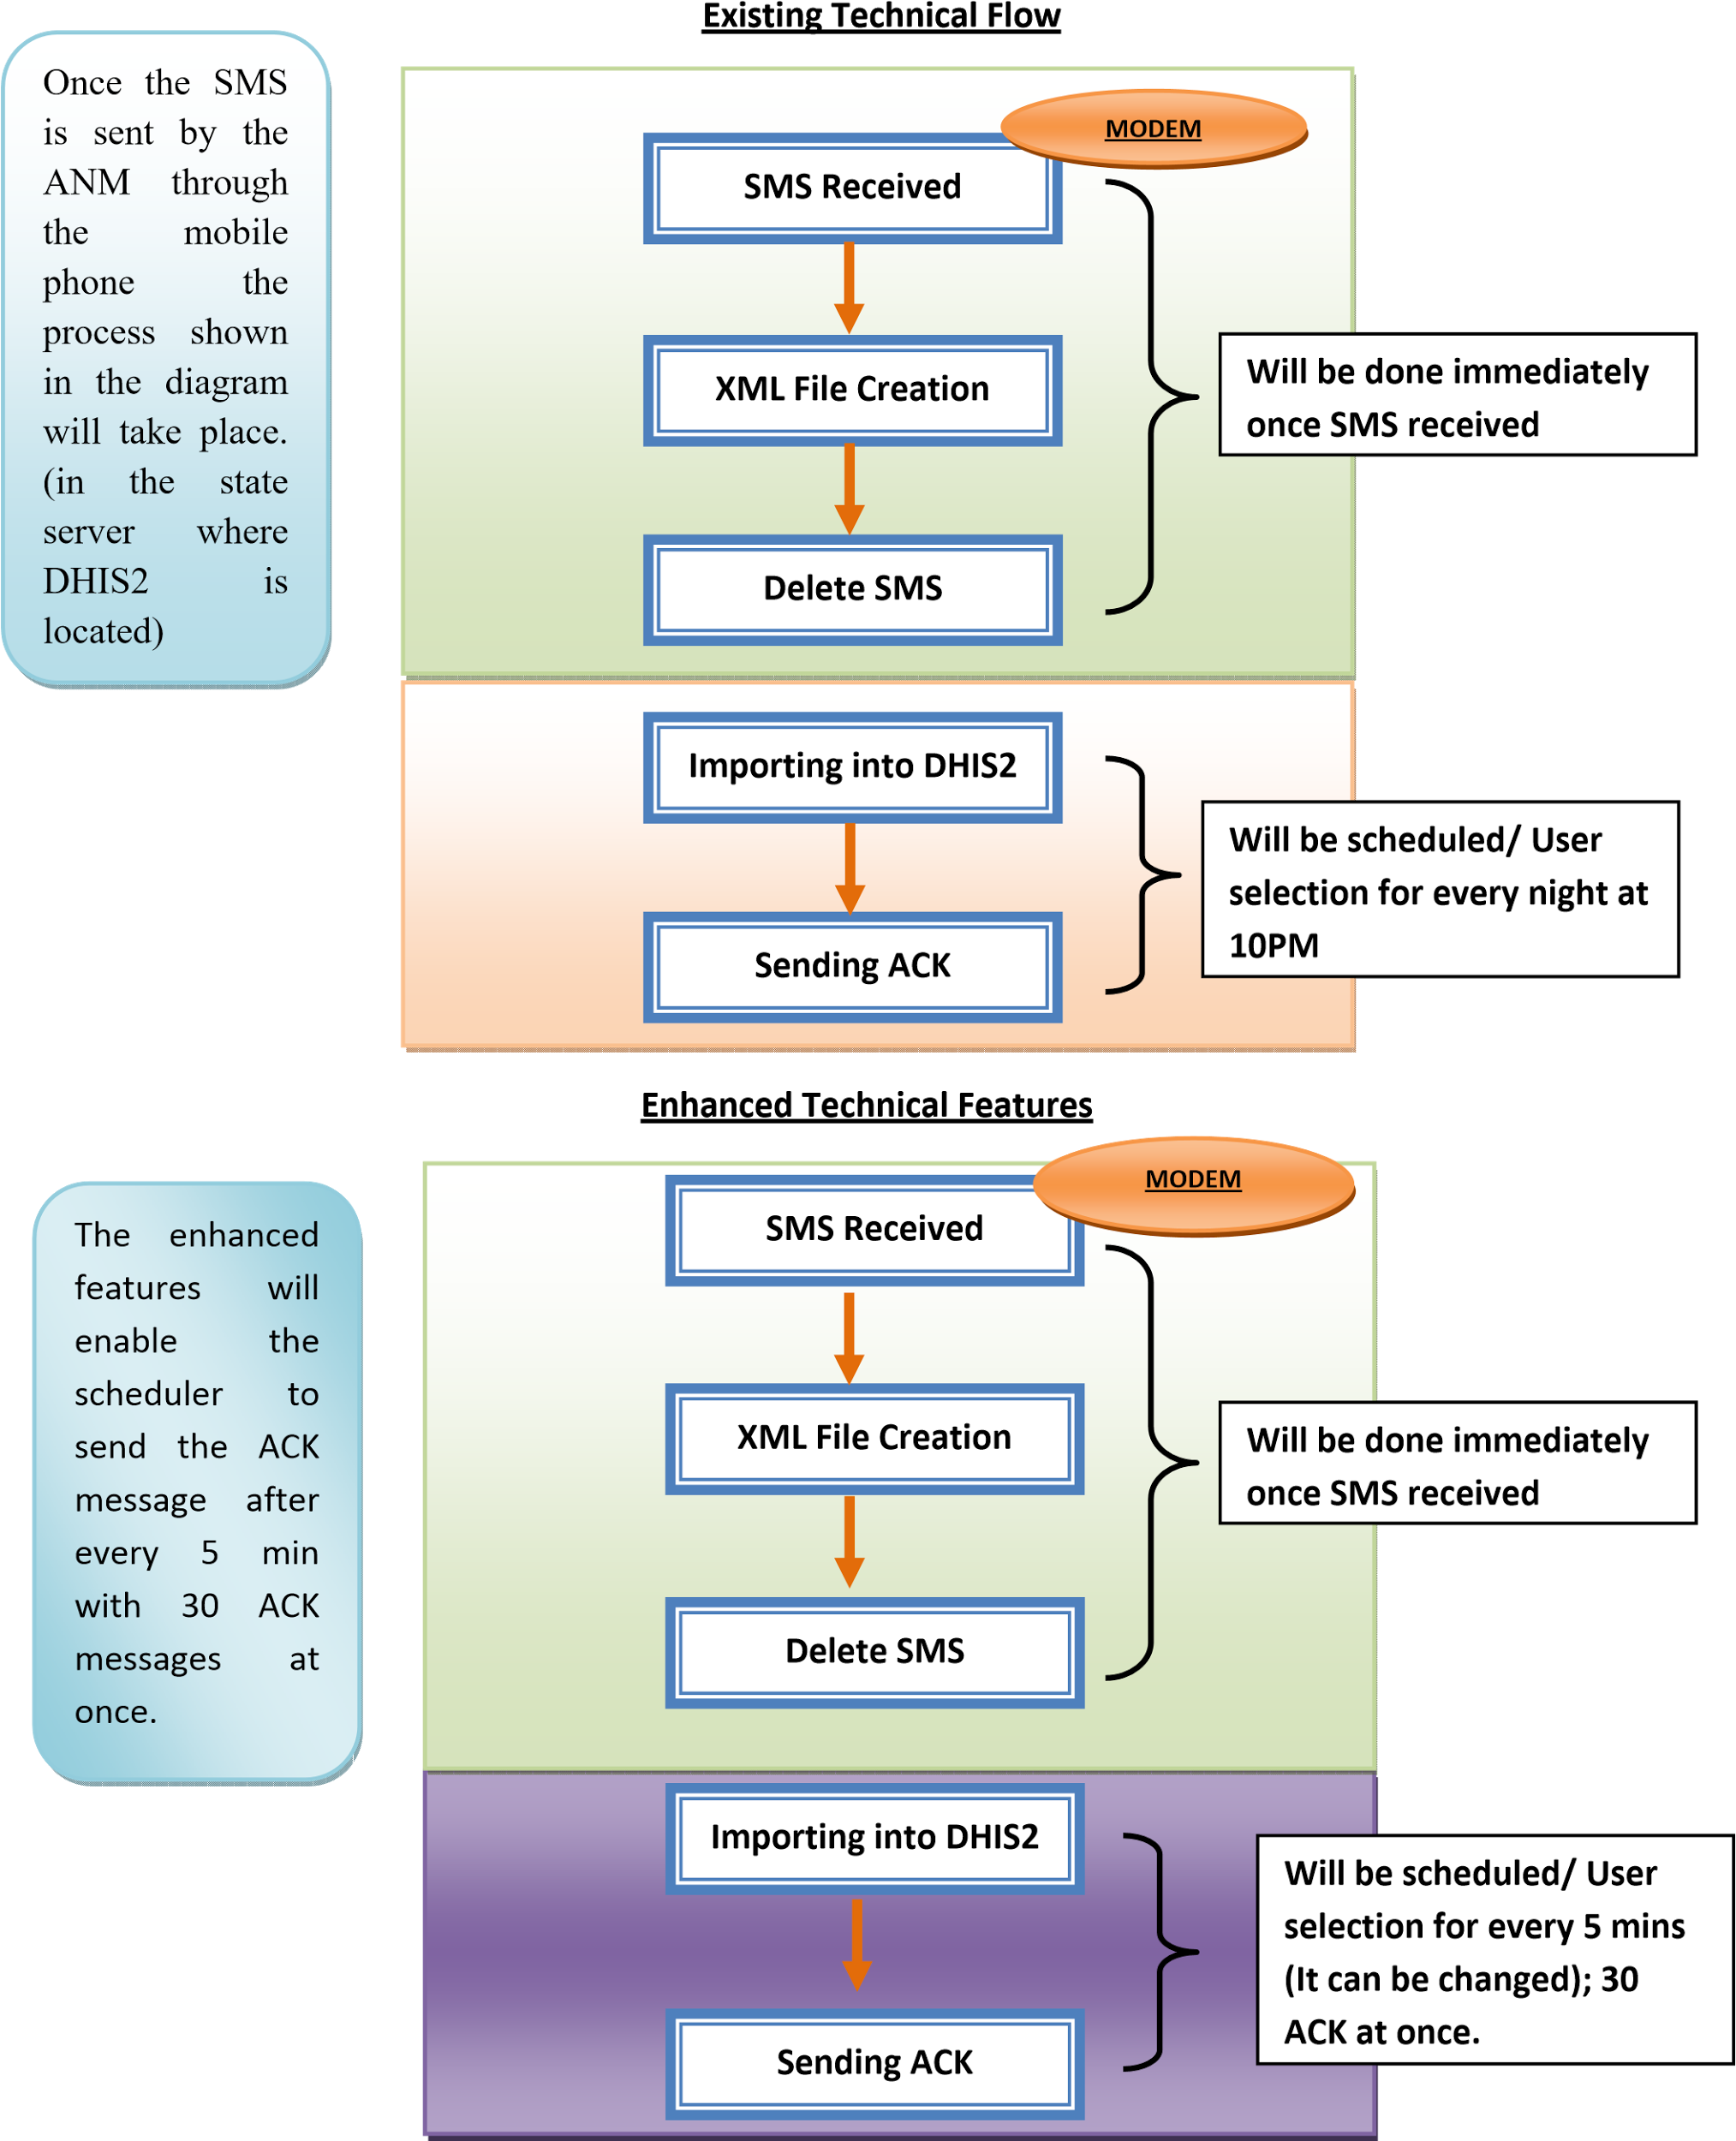 Existing Technical Flow
Once the SMS
is sent by the
ANM through
the mobile
phone the
process shown
in the diagram
will take place.
(in the state
server where
DHIS2 is
located)
MODEM
SMS Received
XML File Creation
Delete SMS
Will be done immediately
once SMS received
Importing into DHIS2
Sending ACK
Will be scheduled/ User
selection for every night at
10PM
Enhanced Technical Features
The enhanced
features will
enable the
scheduler to
send the ACK
message after
every 5 min
with 30 ACK
messages at
once.
MODEM
SMS Received
XML File Creation
Delete SMS
Will be done immediately
once SMS received
Importing into DHIS2
Sending ACK
Will be scheduled/ User
selection for every 5 mins
(It can be changed); 30
ACK at once.